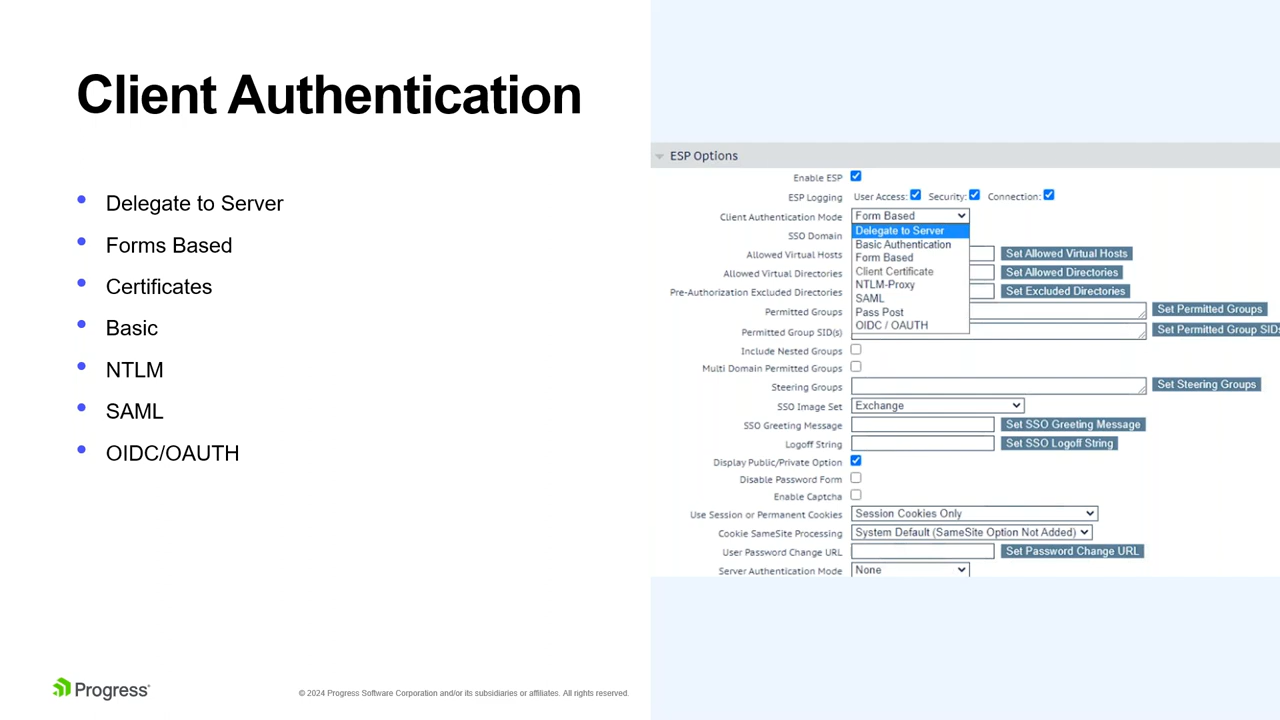 Client Authentication
• Delegate to Server
• Forms Based
• Certificates
• Basic
• NTLM
• SAML
• OIDC/OAUTH
Progress
© 2024 Progress Software Corporation and/or its subsidiaries or affiliates. All rights reserved.
ESP Options
Enable ESP
ESP Logging User Access: Security: Connection:
Client Authentication Mode Form Based
Delegate to Server
Basic Authentication
Form Based
Client Certificate
NTLM-Proxy
SAML
Pass Post
OIDC / OAUTH
SSO Domain
Allowed Virtual Hosts Set Allowed Virtual Hosts
Allowed Virtual Directories Set Allowed Directories
Pre-Authorization Excluded Directories Set Excluded Directories
Permitted Groups Set Permitted Groups
Permitted Group SID(s) Set Permitted Group SID
Include Nested Groups
Multi Domain Permitted Groups
Steering Groups Set Steering Groups
SSO Image Set Exchange
SSO Greeting Message Set SSO Greeting Message
Logoff String Set SSO Logoff String
Display Public/Private Option
Disable Password Form
Enable Captcha
Use Session or Permanent Cookies Session Cookies Only
Cookie SameSite Processing System Default (SameSite Option Not Added)
User Password Change URL Set Password Change URL
Server Authentication Mode None